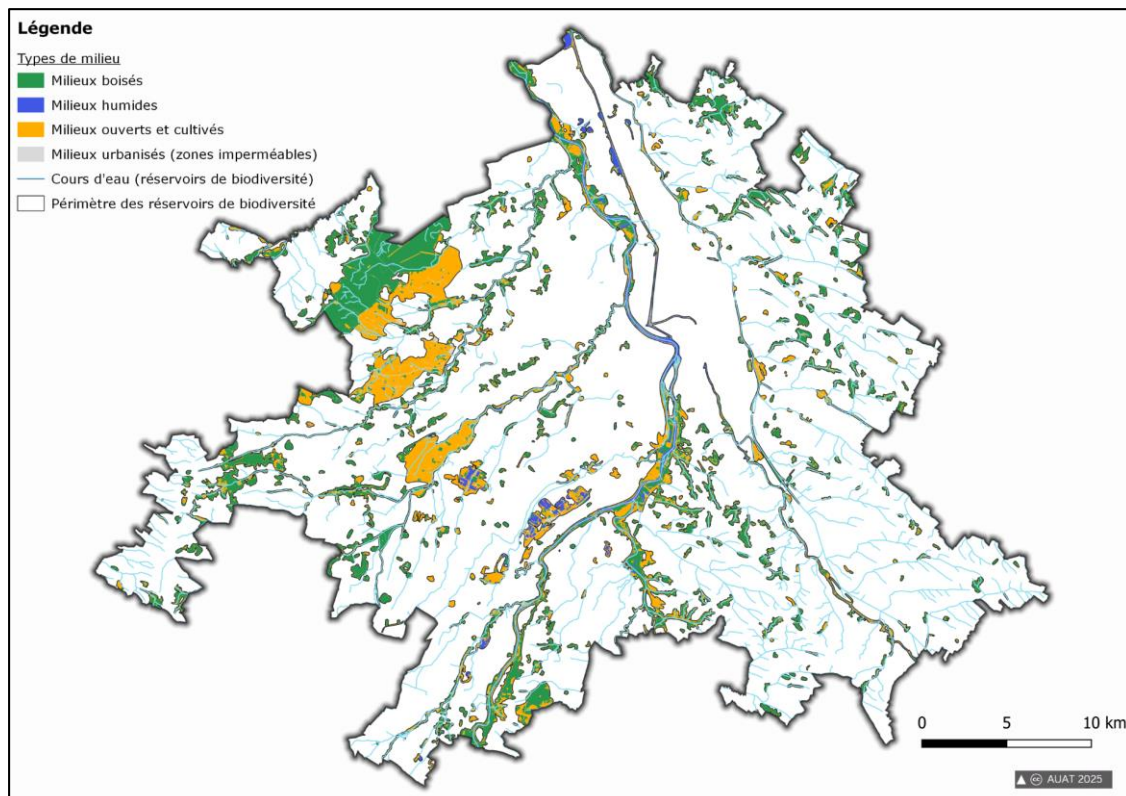 Légende
Types de milieu
Milieux boisés
Milieux humides
Milieux ouverts et cultivés
Milieux urbanisés (zones imperméables)
Cours d'eau (réservoirs de biodiversité)
Périmètre des réservoirs de biodiversité
0 5 10 km
AUAT 2025